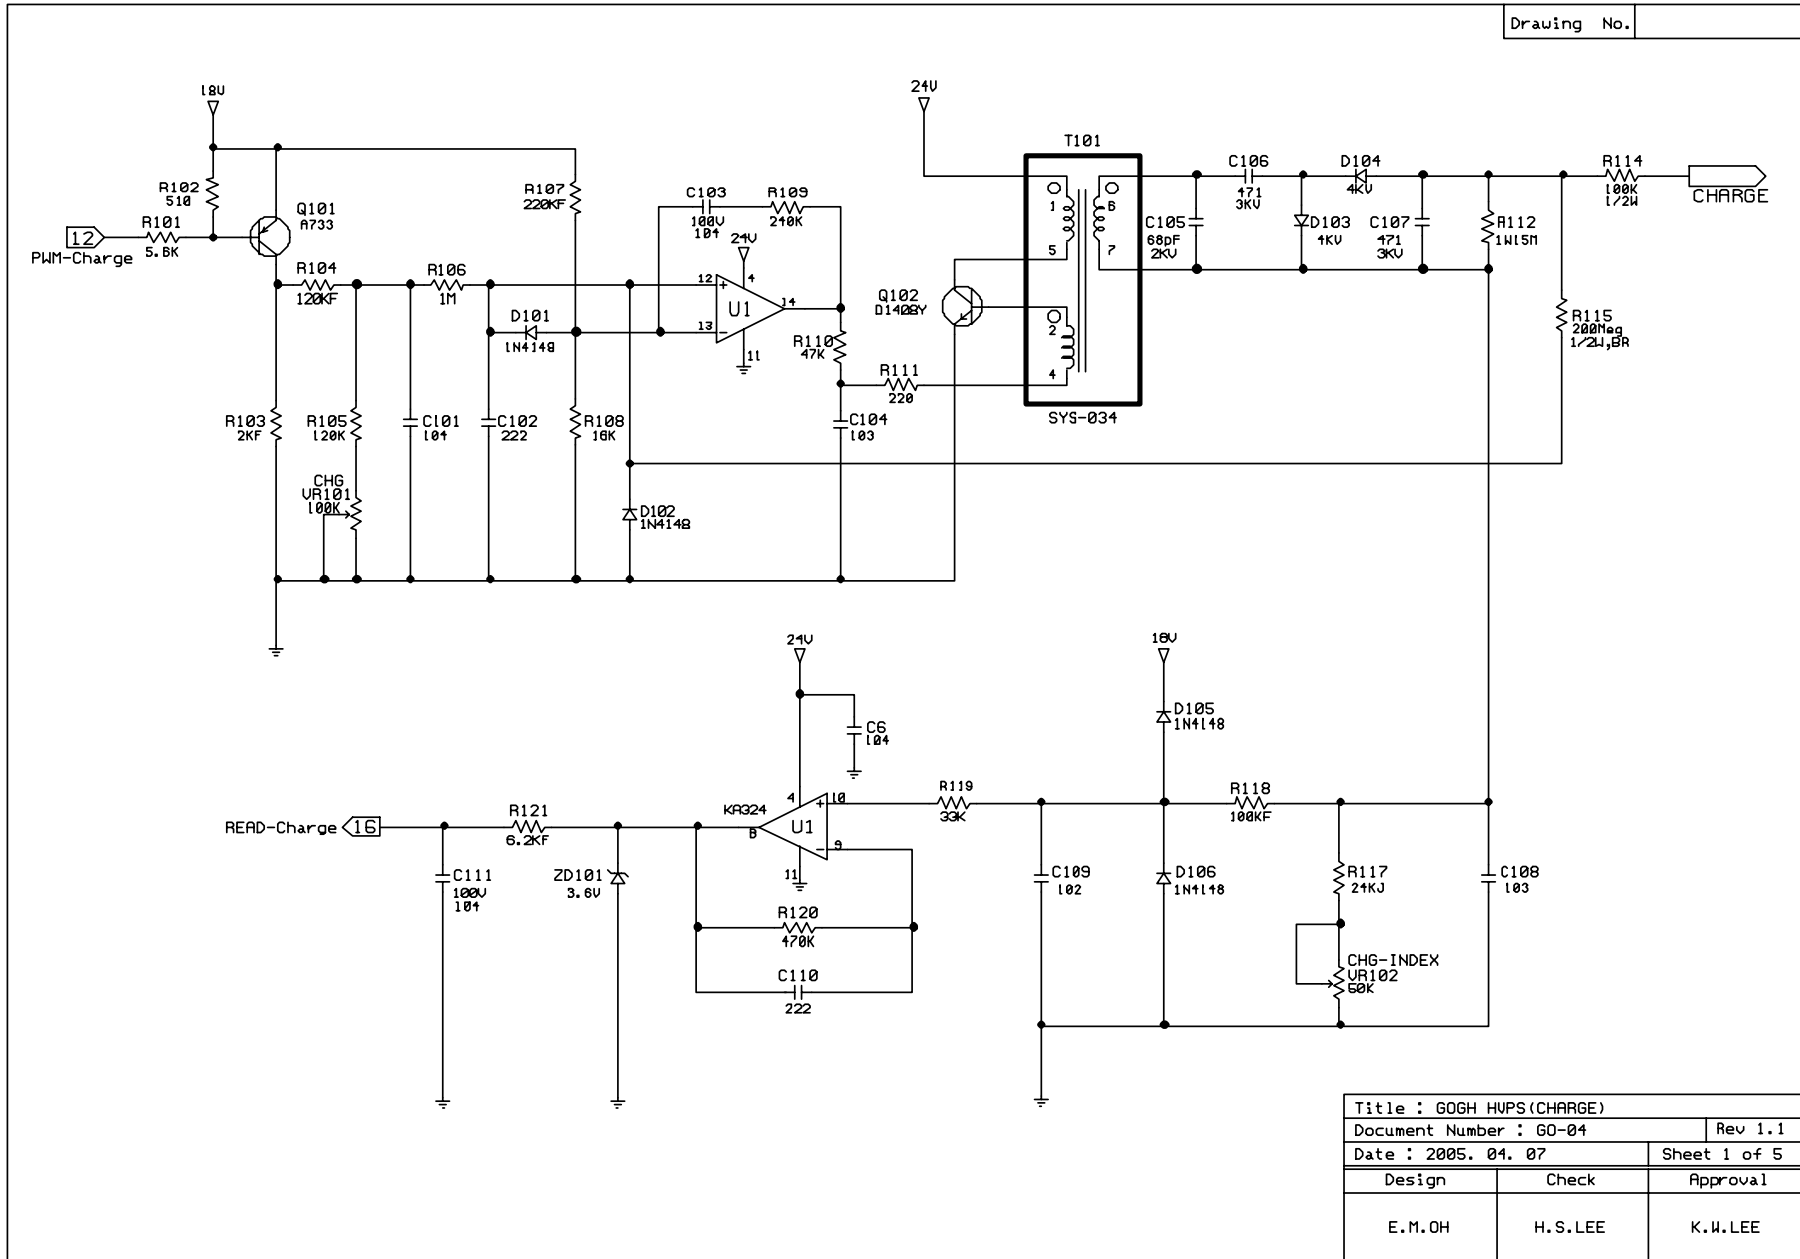 Drawing No.
18V
24V
T101
R102
510
R101
5.6K
Q101
A733
12
PWM-Charge
R107
220KF
C103
100V
104
R109
240K
24V
R104
120KF
R106
1M
D101
1N4148
12
13
14
4
11
U1
R110
47K
R111
220
Q102
D1408Y
1
5
2
4
6
7
SYS-034
C105
68pF
2KV
C106
471
3KV
D104
4KV
D103
4KV
C107
471
3KV
R112
1W15M
R114
100K
1/2W
CHARGE
R115
200Meg
1/2W,BR
R103
2KF
R105
120K
C101
104
C102
222
R108
16K
C104
103
CHG
VR101
100K
D102
1N4148
24V
18V
C6
104
D105
1N4148
KA324
4
10
8
9
11
U1
R119
33K
R118
100KF
READ-Charge
16
R121
6.2KF
C111
100V
104
ZD101
3.6V
R120
470K
C110
222
C109
102
D106
1N4148
R117
24KJ
C108
103
CHG-INDEX
VR102
50K
Title : GOGH HVPS(CHARGE)
Document Number : GO-04
Rev 1.1
Date : 2005. 04. 07
Sheet 1 of 5
Design
Check
Approval
E.M.OH
H.S.LEE
K.W.LEE